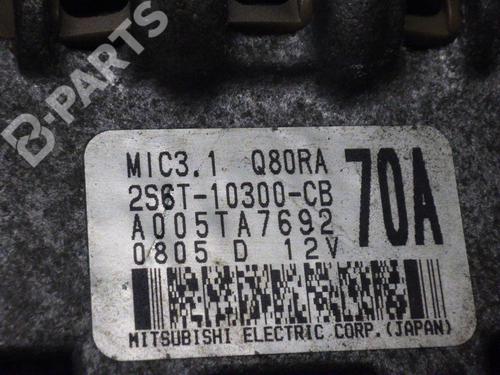 B-PARTS
MIC3.1 Q80RA
70A
2S6T-10300-CB
A005TA7692
0805 D 12V
MITSUBISHI ELECTRIC CORP.(JAPAN)